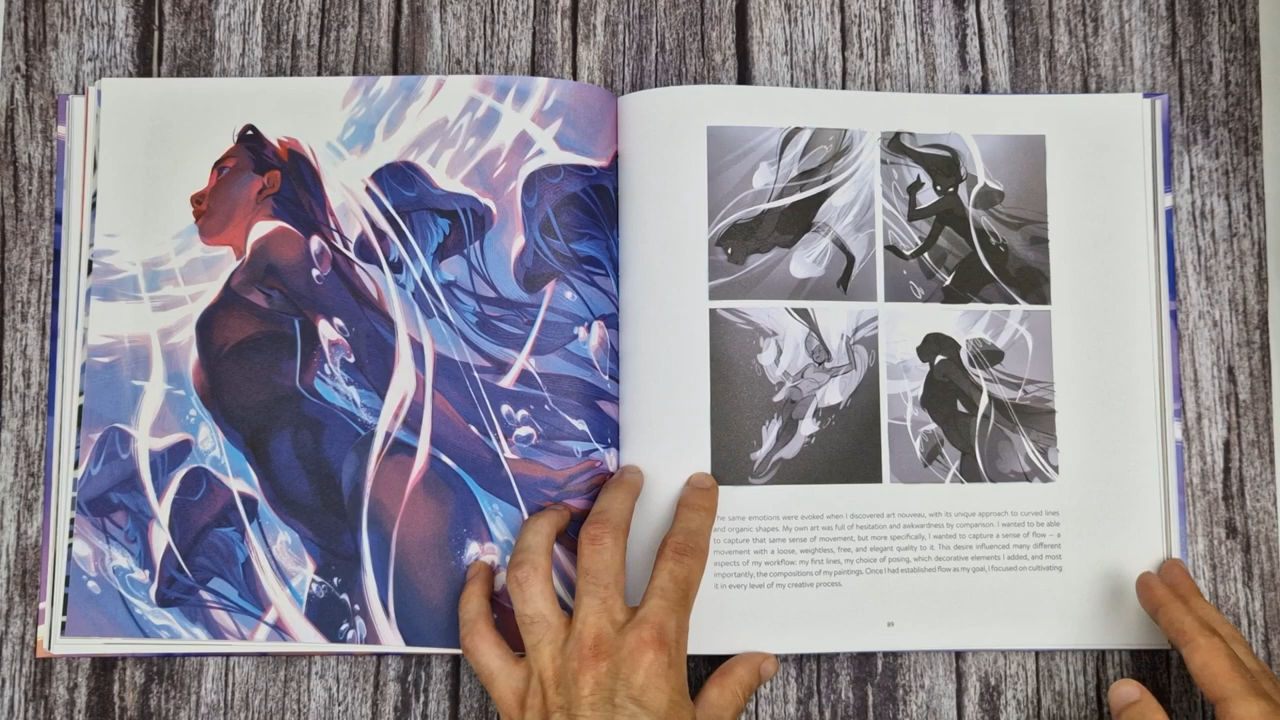 he same emotions were evoked when I discovered art nouveau, with its unique approach to curved lines
and organic shapes. My own art was full of hesitation and awkwardness by comparison. I wanted to be able
to capture that same sense of movement, but more specifically, I wanted to capture a sense of flow – a
movement with a loose, weightless, free, and elegant quality to it. This desire influenced many different
aspects of my workflow: my first lines, my choice of posing, which decorative elements I added, and most
importantly, the compositions of my paintings. Once I had established flow as my goal, I focused on cultivating
it in every level of my creative process.
89